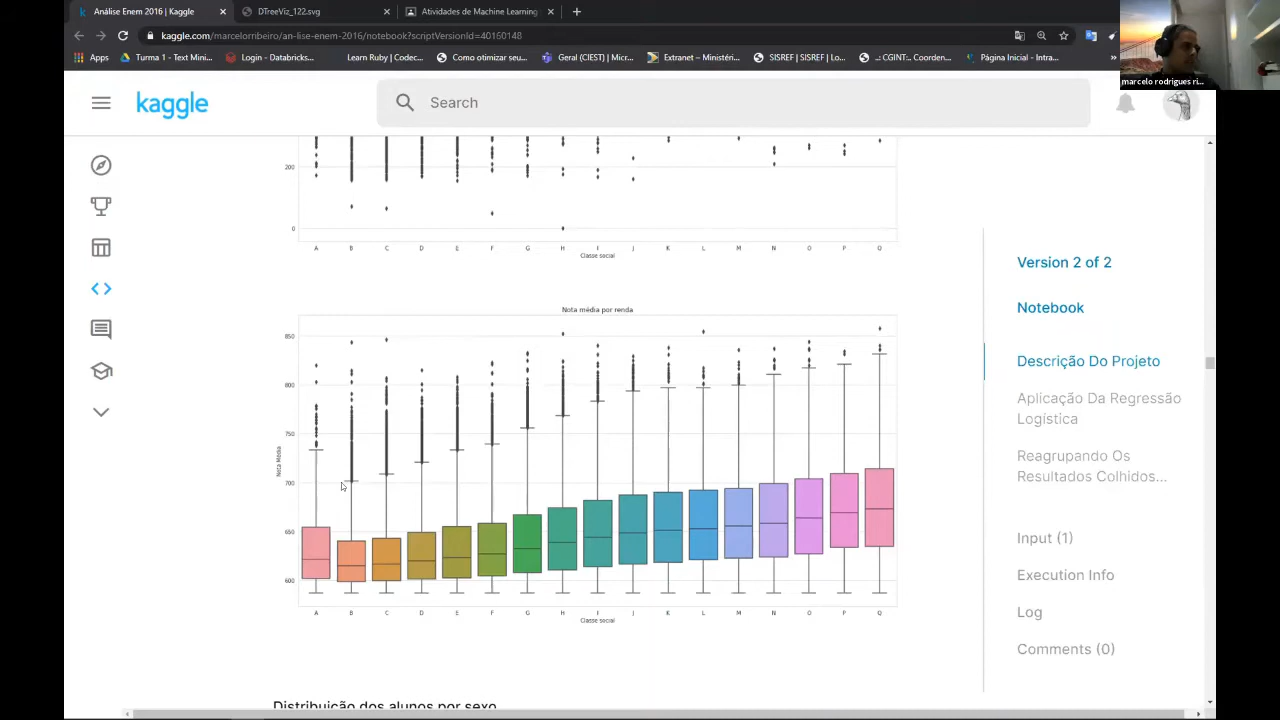 Análise Enem 2016 | Kaggle
DTreeViz_122.svg
Atividades de Machine Learning
kaggle.com/marcelorribeiro/an-lise-enem-2016/notebook?scriptVersionId=40160148
Apps
Turma 1 - Text Mini...
Login - Databricks...
Learn Ruby | Codec...
Como otimizar seu...
Geral (CIEST) | Micr...
Extranet – Ministéri...
SISREF | SISREF | Lo...
..: CGINT:. Coorden...
Página Inicial - Intra...
»
marcelo rodrigues ri...
kaggle
Search
200
0
A B C D E F G H I J K L M N O P Q
Classe social
Version 2 of 2
Notebook
Nota média por renda
Descrição Do Projeto
Aplicação Da Regressão
Logística
Reagrupando Os
Resultados Colhidos...
Input (1)
Execution Info
Log
Comments (0)
850
800
750
700
650
600
Nota Média
A B C D E F G H I J K L M N O P Q
Classe social
Distribuição dos alunos por sexo